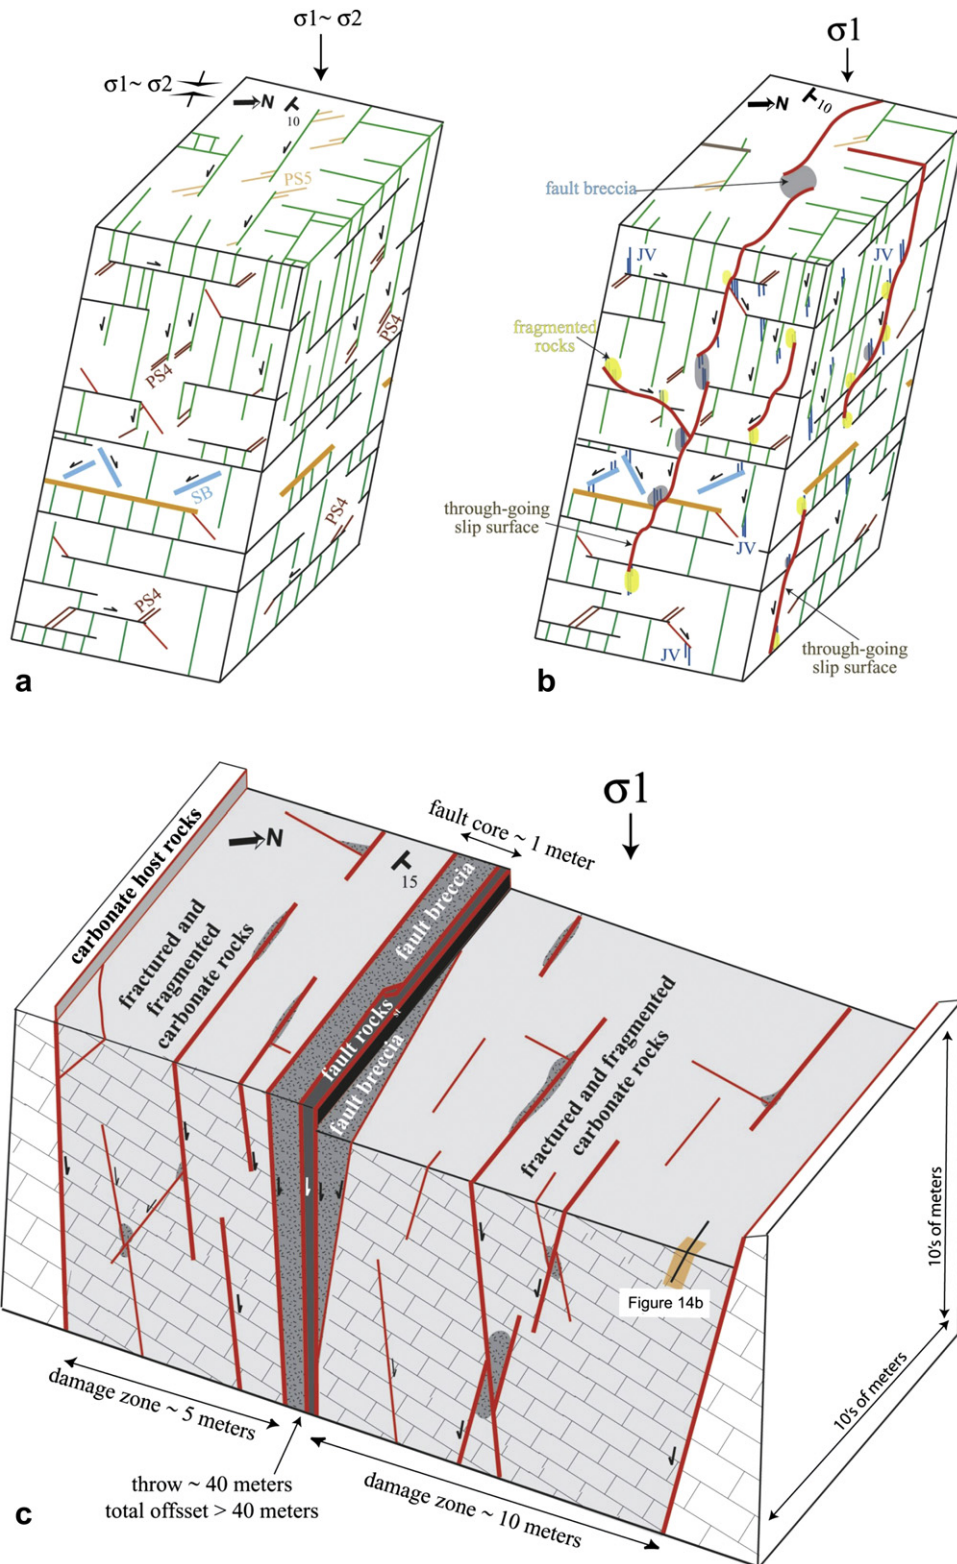 σ1~ σ2
σ1~ σ2
N
10
PS5
PS4
PS4
SB
PS4
PS4
a
σ1
N
10
fault breccia
JV
JV
fragmented
rocks
through-going
slip surface
JV
JV
through-going
slip surface
b
σ1
fault core ~ 1 meter
N
15
carbonate host rocks
fractured and
fragmented
carbonate rocks
fault breccia
fault rocks
fault breccia
fractured and fragmented
carbonate rocks
Figure 14b
10's of meters
10's of meters
damage zone ~ 5 meters
throw ~ 40 meters
total offsset > 40 meters
damage zone ~ 10 meters
c